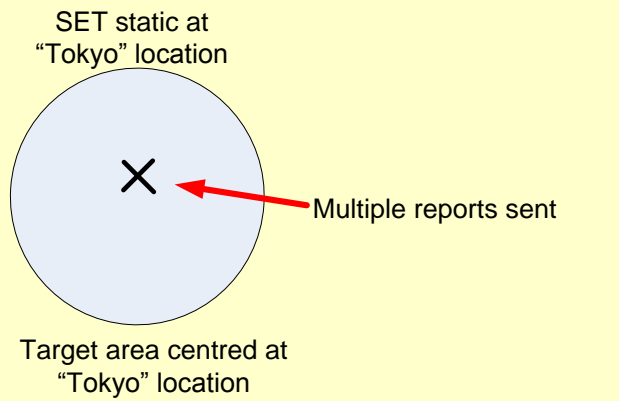 SET static at
“Tokyo” location
Multiple reports sent
Target area centred at
“Tokyo” location